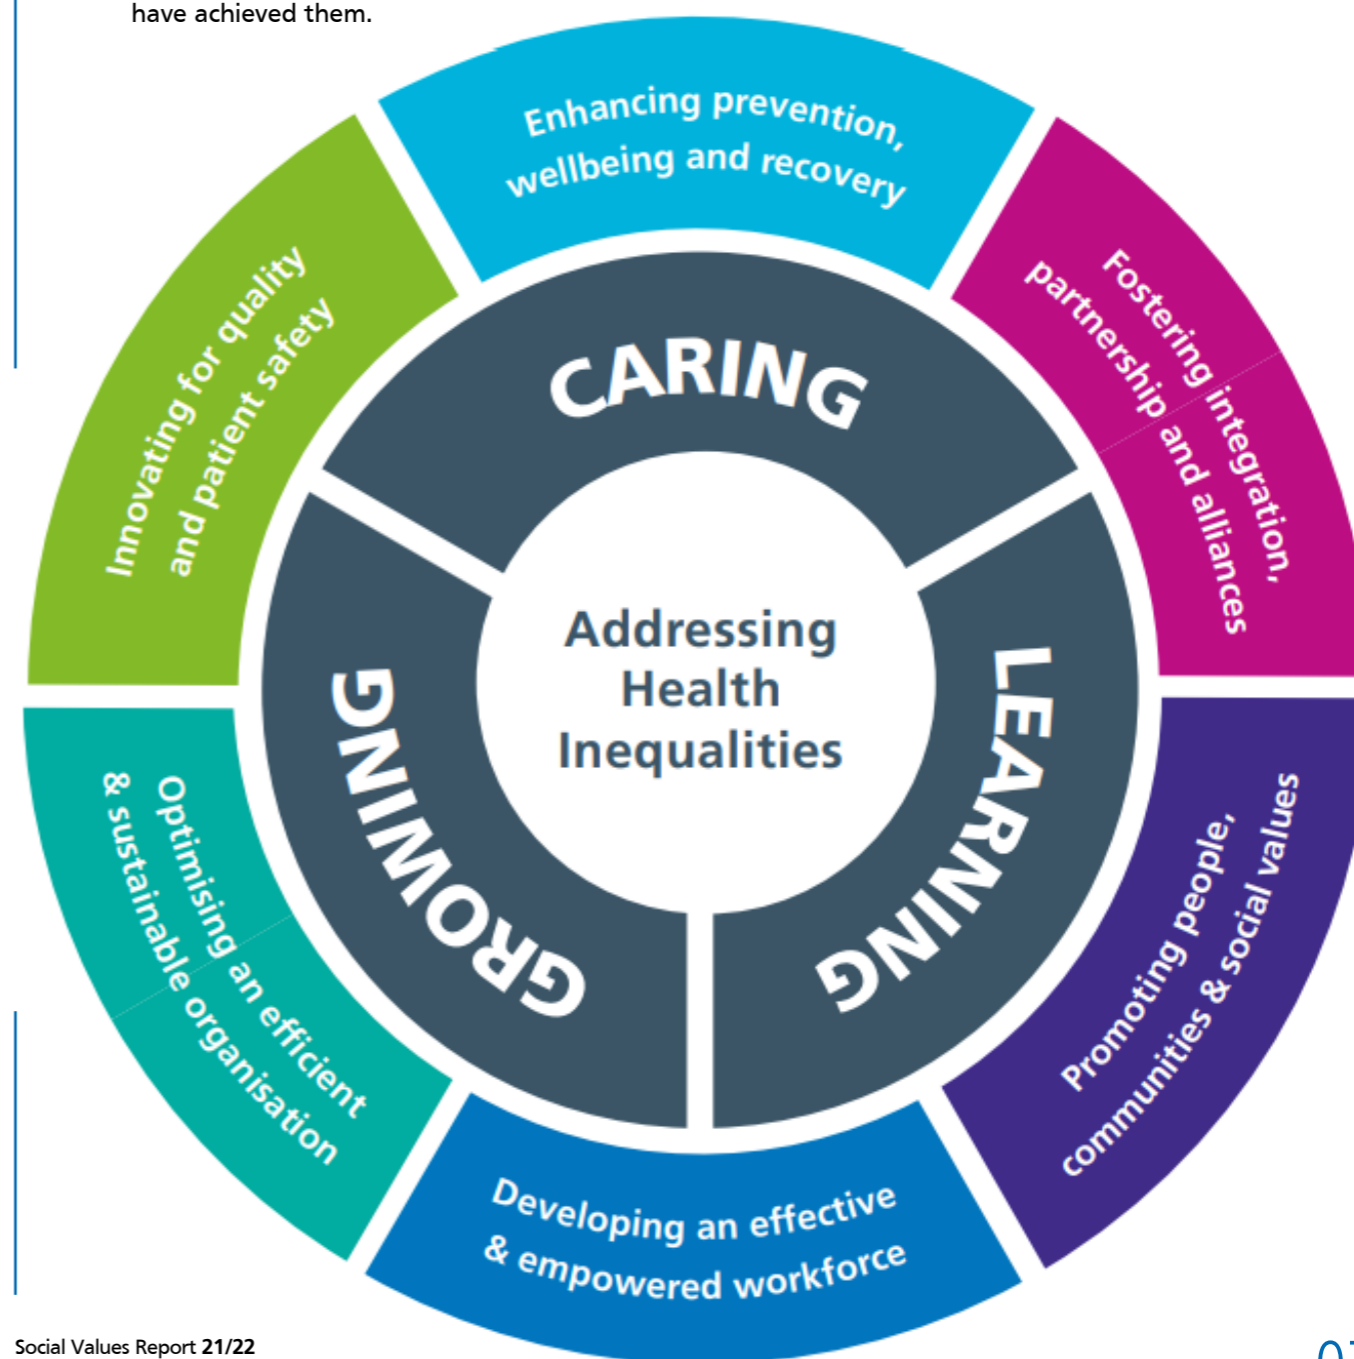 have achieved them.
Enhancing prevention,
wellbeing and recovery
Fostering integration,
partnership and alliances
Promoting people,
communities & social values
Developing an effective
& empowered workforce
Optimising an efficient
& sustainable organisation
Innovating for quality
and patient safety
CARING
LEARNING
GROWING
Addressing
Health
Inequalities
Social Values Report 21/22